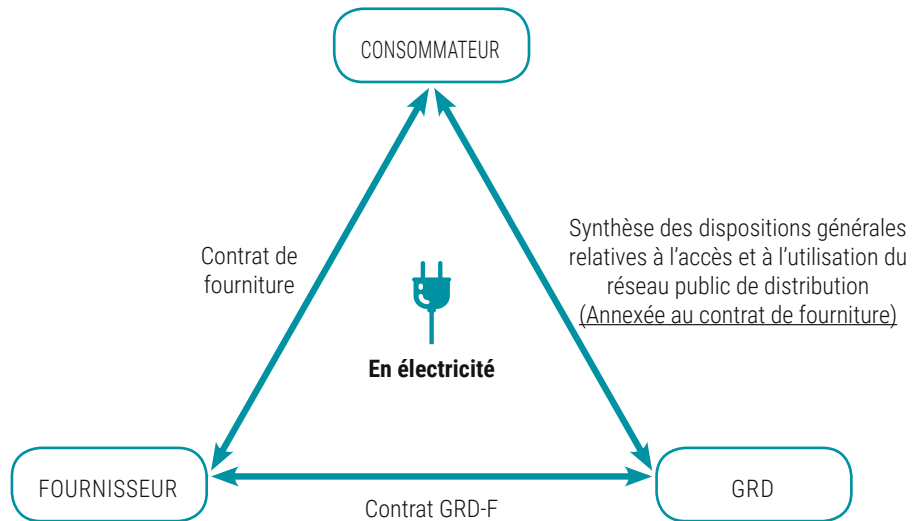 CONSOMMATEUR
Contrat de
fourniture
Synthèse des dispositions générales
relatives à l’accès et à l’utilisation du
réseau public de distribution
(Annexée au contrat de fourniture)
En électricité
FOURNISSEUR
GRD
Contrat GRD-F